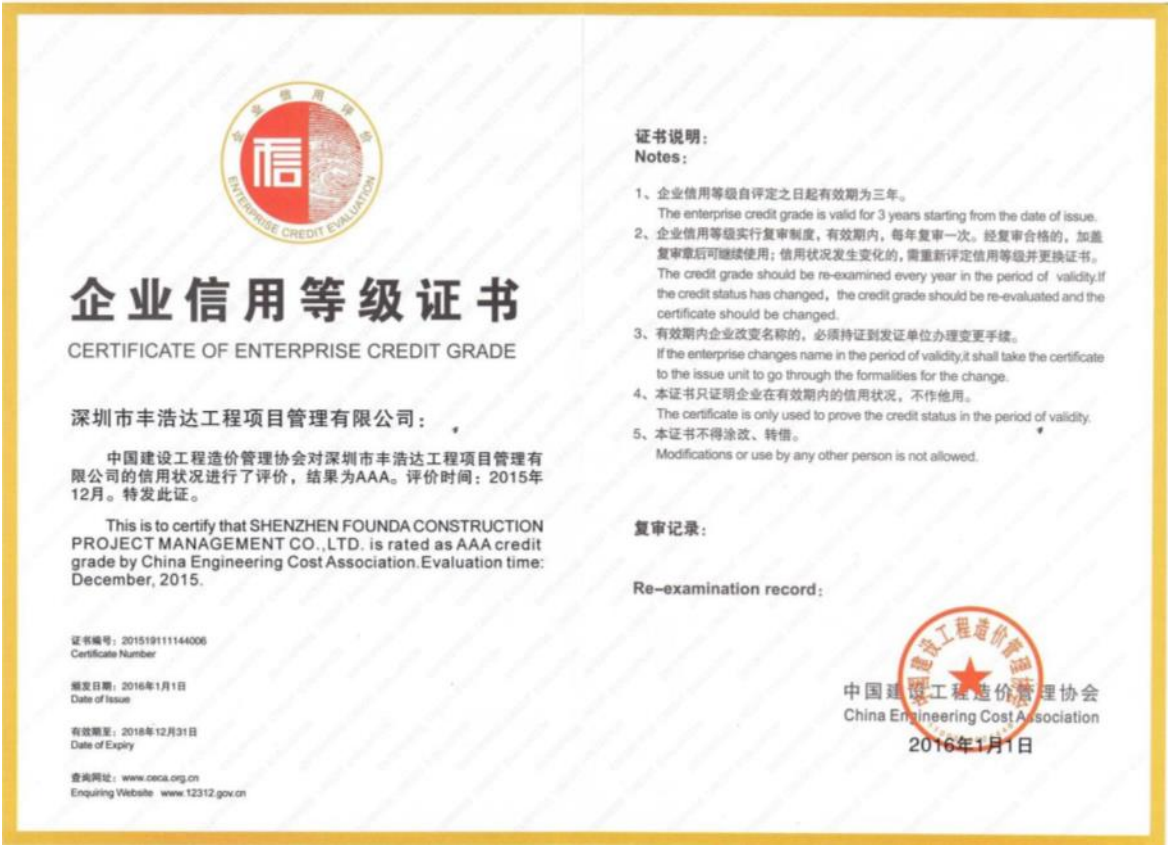 企业信用评价
信
ENTERPRISE CREDIT EVALUATION
企业信用等级证书
CERTIFICATE OF ENTERPRISE CREDIT GRADE
深圳市丰浩达工程项目管理有限公司：
中国建设工程造价管理协会对深圳市丰浩达工程项目管理有
限公司的信用状况进行了评价，结果为AAA。评价时间：2015年
12月。特发此证。
This is to certify that SHENZHEN FOUNDA CONSTRUCTION
PROJECT MANAGEMENT CO.,LTD. is rated as AAA credit
grade by China Engineering Cost Association.Evaluation time:
December, 2015.
证书编号：201519111144006
Certificate Number
颁发日期：2016年1月1日
Date of Issue
有效期至：2018年12月31日
Date of Expiry
查询网址：www.ceca.org.cn
Enquiring Website www.12312.gov.cn
证书说明：
Notes：
1、企业信用等级自评定之日起有效期为三年。
The enterprise credit grade is valid for 3 years starting from the date of issue.
2、企业信用等级实行复审制度，有效期内，每年复审一次。经复审合格的，加盖
复审章后可继续使用；信用状况发生变化的，需重新评定信用等级并更换证书。
The credit grade should be re-examined every year in the period of validity.If
the credit status has changed，the credit grade should be re-evaluated and the
certificate should be changed.
3、有效期内企业改变名称的，必须持证到发证单位办理变更手续。
If the enterprise changes name in the period of validity,it shall take the certificate
to the issue unit to go through the formalities for the change.
4、本证书只证明企业在有效期内的信用状况，不作他用。
The certificate is only used to prove the credit status in the period of validity.
5、本证书不得涂改、转借。
Modifications or use by any other person is not allowed.
复审记录：
Re-examination record：
中国建设工程造价管理协会
中国建设工程造价管理协会
China Engineering Cost Association
2016年1月1日